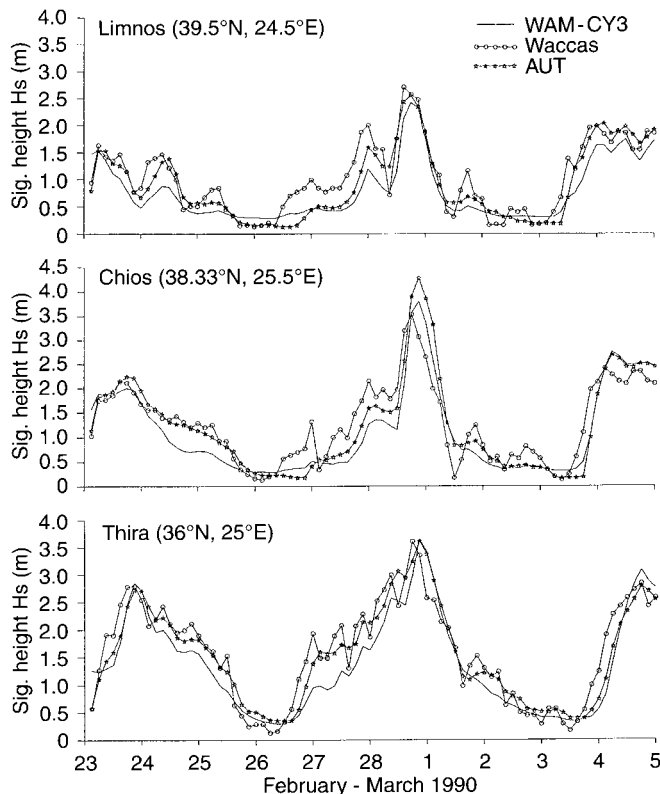 Limnos (39.5°N, 24.5°E)
WAM-CY3
Waccas
AUT
Sig. height Hs (m)
4.0
3.5
3.0
2.5
2.0
1.5
1.0
0.5
0
Chios (38.33°N, 25.5°E)
Sig. height Hs (m)
4.5
4.0
3.5
3.0
2.5
2.0
1.5
1.0
0.5
0
Thira (36°N, 25°E)
Sig. height Hs (m)
4.0
3.5
3.0
2.5
2.0
1.5
1.0
0.5
0
23 24 25 26 27 28 1 2 3 4 5
February - March 1990